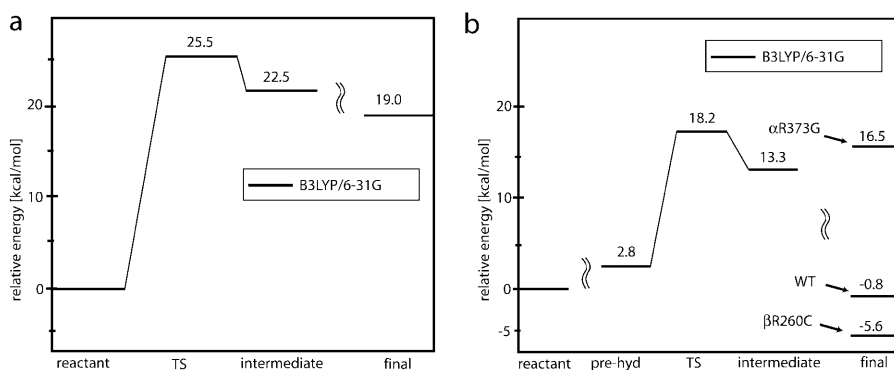 a
relative energy [kcal/mol]
20
10
0
25.5
22.5
19.0
B3LYP/6-31G
reactant TS intermediate final
b
relative energy [kcal/mol]
20
10
0
-5
B3LYP/6-31G
18.2
αR373G
16.5
13.3
2.8
WT
-0.8
βR260C
-5.6
reactant pre-hyd TS intermediate final